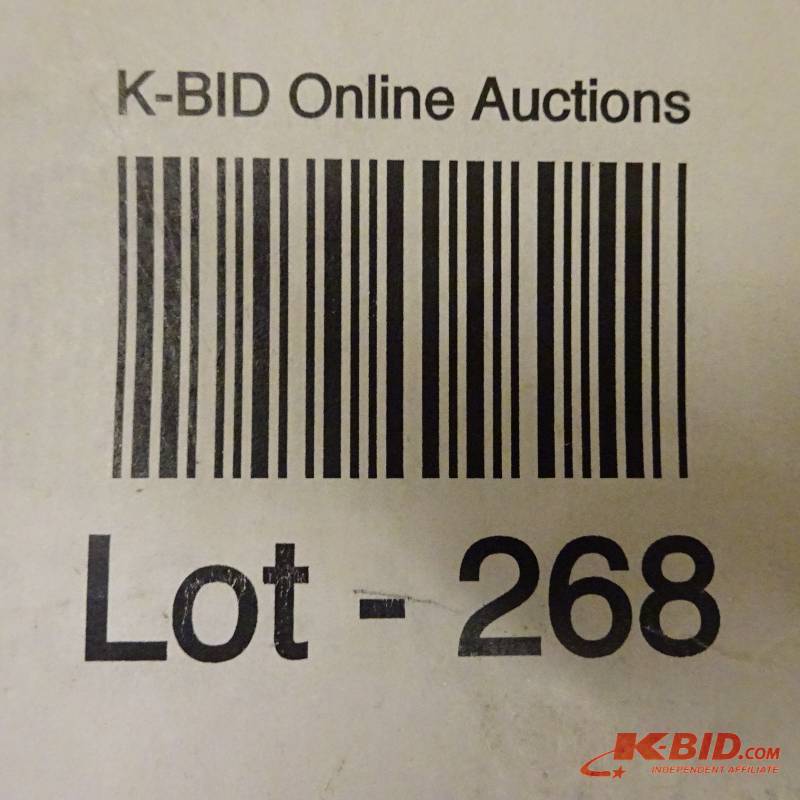 K-BID Online Auctions
Lot - 268
K-BID.COM
INDEPENDENT AFFILIATE